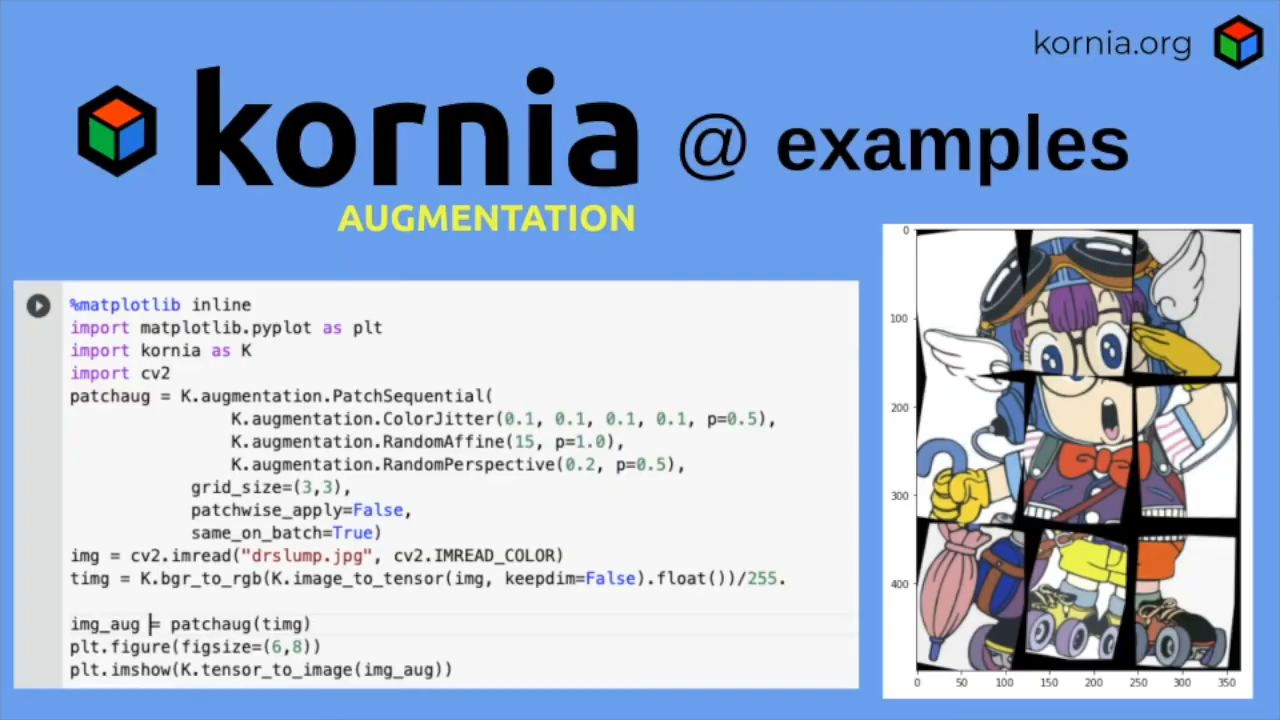 kornia.org
kornia @ examples
AUGMENTATION
%matplotlib inline
import matplotlib.pyplot as plt
import kornia as K
import cv2
patchaug = K.augmentation.PatchSequential(
K.augmentation.ColorJitter(0.1, 0.1, 0.1, 0.1, p=0.5),
K.augmentation.RandomAffine(15, p=1.0),
K.augmentation.RandomPerspective(0.2, p=0.5),
grid_size=(3,3),
patchwise_apply=False,
same_on_batch=True)
img = cv2.imread("drslump.jpg", cv2.IMREAD_COLOR)
timg = K.bgr_to_rgb(K.image_to_tensor(img, keepdim=False).float())/255.
img_aug = patchaug(timg)
plt.figure(figsize=(6,8))
plt.imshow(K.tensor_to_image(img_aug))
0
100
200
300
400
0 50 100 150 200 250 300 350